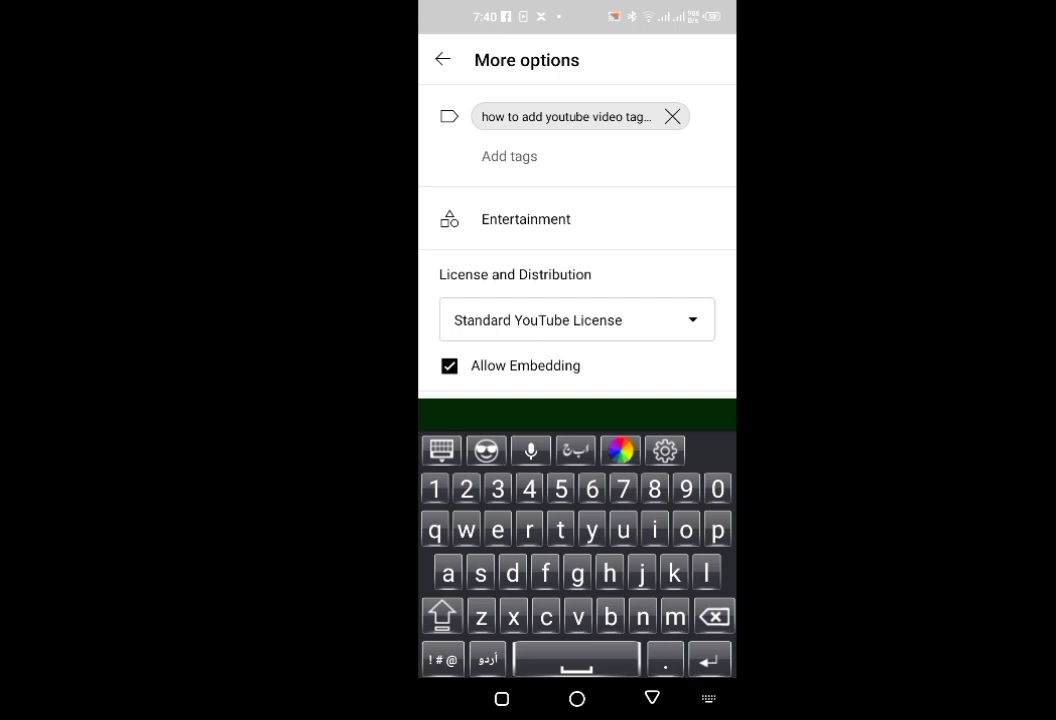 7:40
More options
how to add youtube video tag...
Add tags
Entertainment
License and Distribution
Standard YouTube License
Allow Embedding
ا ب ج
1 2 3 4 5 6 7 8 9 0
q w e r t y u i o p
a s d f g h j k l
z x c v b n m
! # @ اُردو .